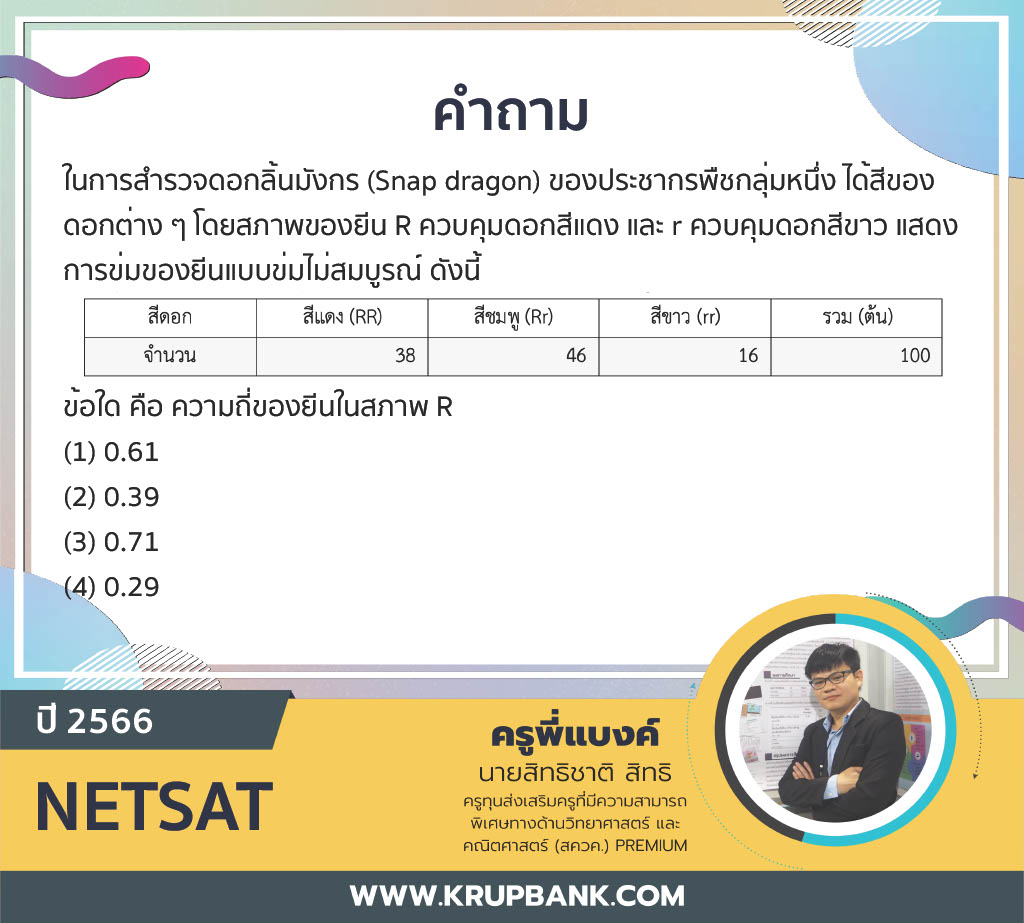 คำถาม
ในการสำรวจดอกลิ้นมังกร (Snap dragon) ของประชากรพืชกลุ่มหนึ่ง ได้สีของ
ดอกต่าง ๆ โดยสภาพของยีน R ควบคุมดอกสีแดง และ r ควบคุมดอกสีขาว แสดง
การข่มของยีนแบบข่มไม่สมบูรณ์ ดังนี้
สีดอก สีแดง (RR) สีชมพู (Rr) สีขาว (rr) รวม (ต้น)
จำนวน 38 46 16 100
ข้อใด คือ ความถี่ของยีนในสภาพ R
(1) 0.61
(2) 0.39
(3) 0.71
(4) 0.29
ปี 2566
NETSAT
ครูพี่แบงค์
นายสิทธิชาติ สิทธิ
ครูทุนส่งเสริมครูที่มีความสามารถ
พิเศษทางด้านวิทยาศาสตร์ และ
คณิตศาสตร์ (สควค.) PREMIUM
WWW.KRUPBANK.COM